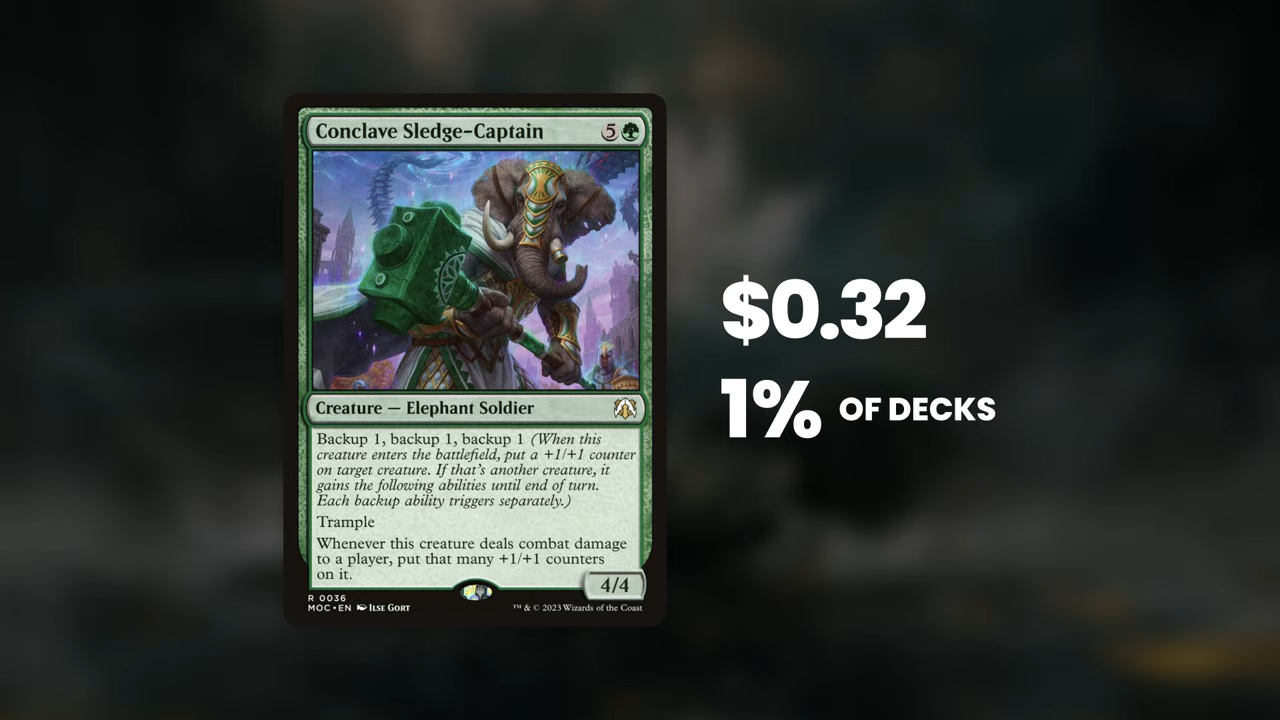 Conclave Sledge-Captain 5
Creature — Elephant Soldier
Backup 1, backup 1, backup 1 (When this
creature enters the battlefield, put a +1/+1 counter
on target creature. If that's another creature, it
gains the following abilities until end of turn.
Each backup ability triggers separately.)
Trample
Whenever this creature deals combat damage
to a player, put that many +1/+1 counters
on it.
4/4
R 0036
MOC • EN ILSE GORT
™ & © 2023 Wizards of the Coast
$0.32
1% OF DECKS